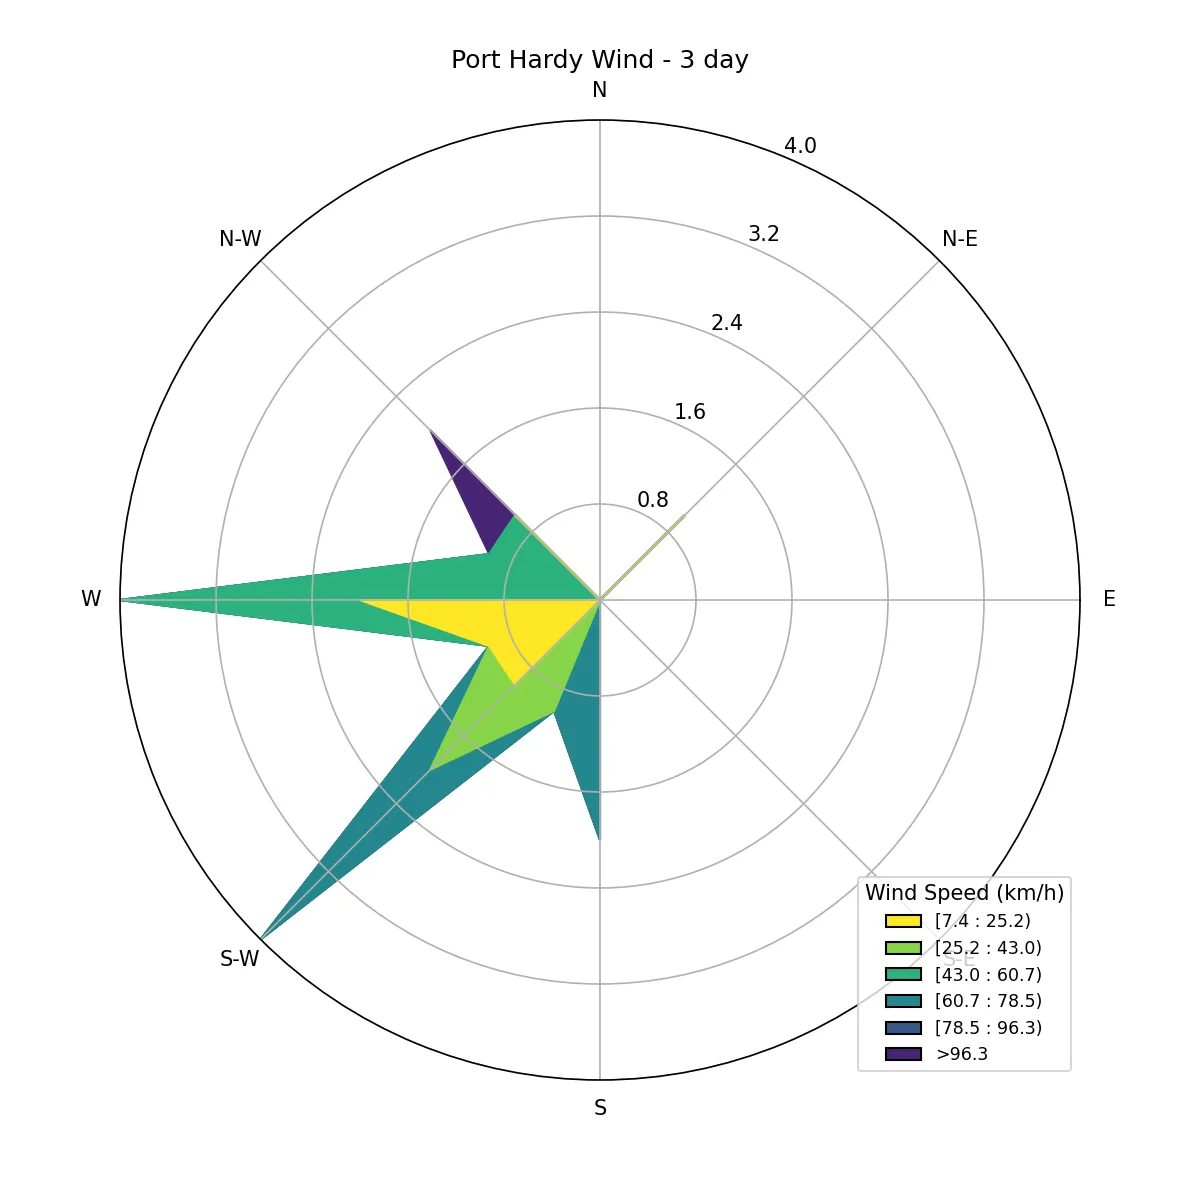 Port Hardy Wind - 3 day
N
4.0
N-W
3.2
N-E
2.4
1.6
0.8
W
E
Wind Speed (km/h)
[7.4 : 25.2)
[25.2 : 43.0)
S-W
S-E
[43.0 : 60.7)
[60.7 : 78.5)
[78.5 : 96.3)
>96.3
S